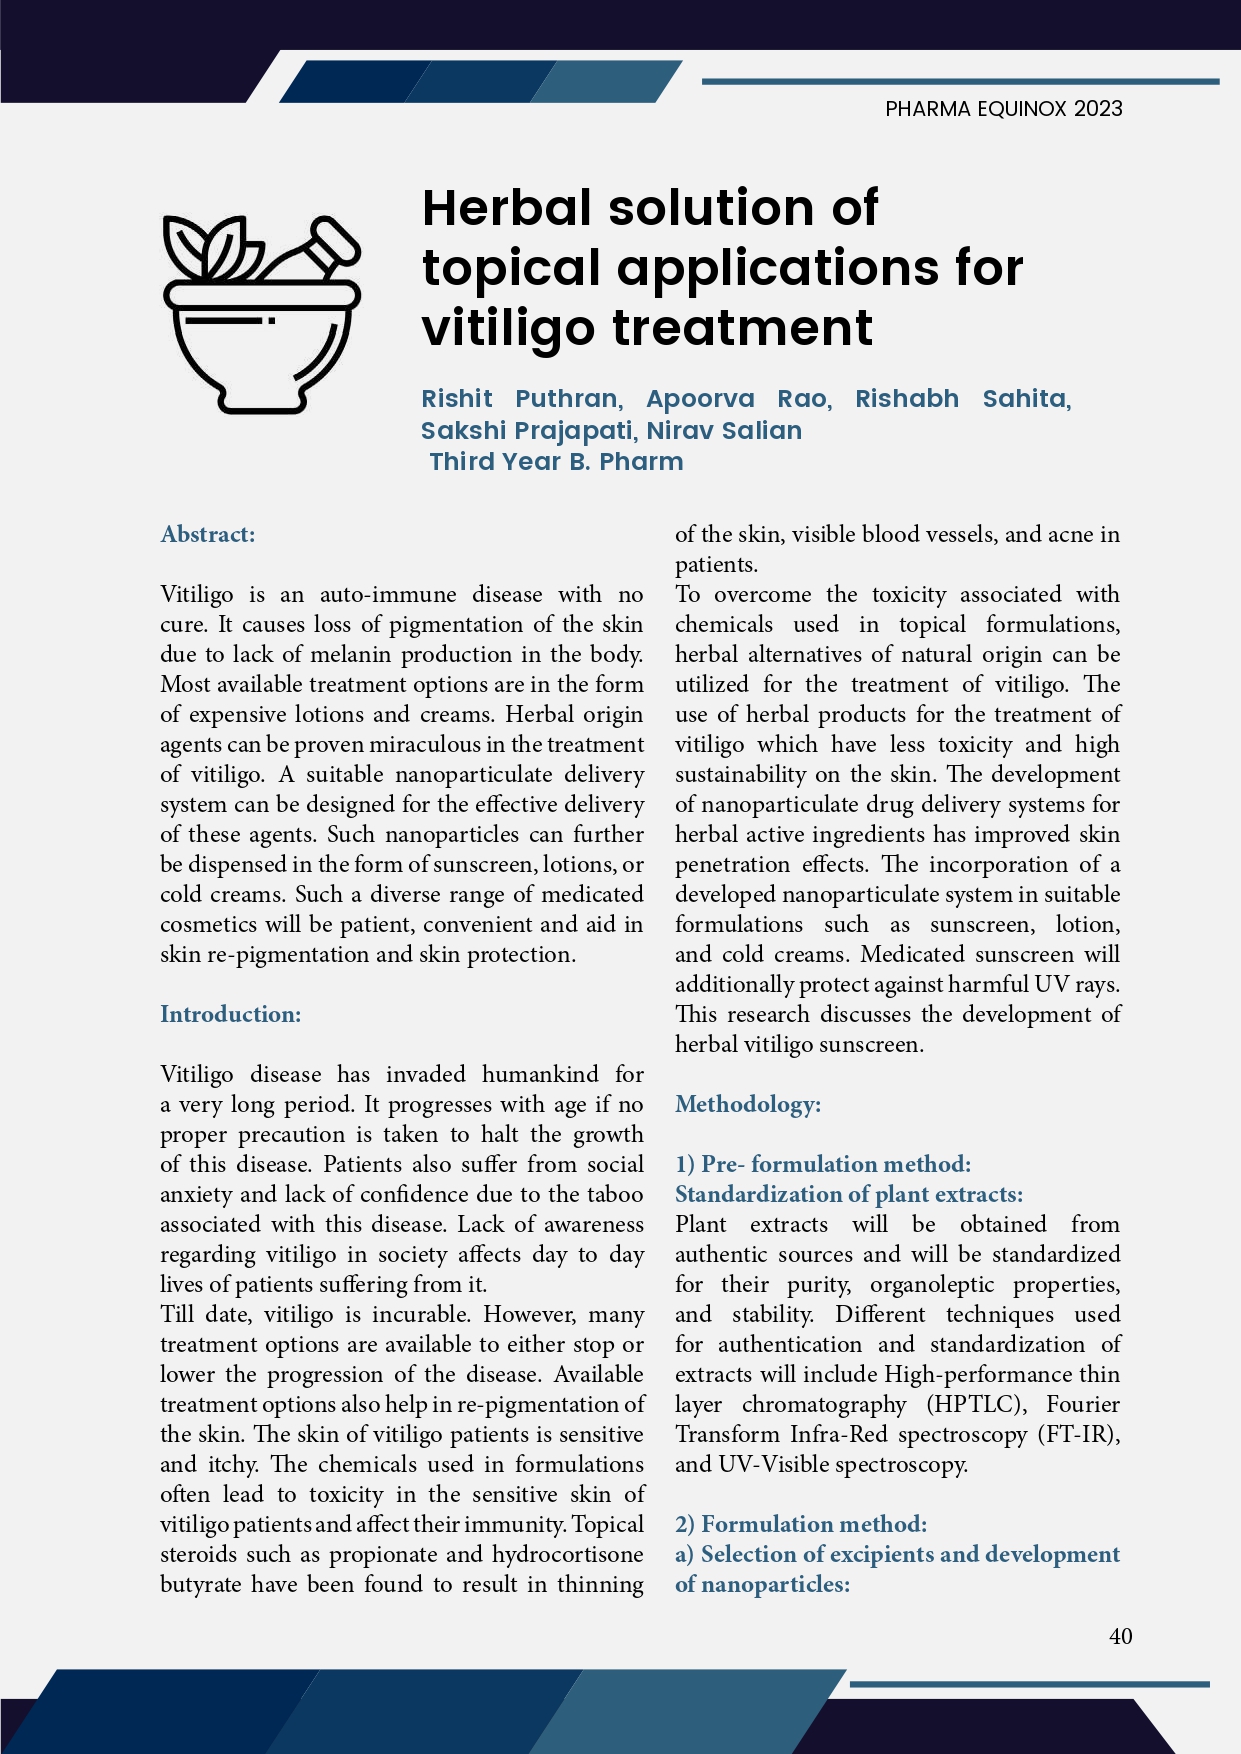 PHARMA EQUINOX 2023
Herbal solution of
topical applications for
vitiligo treatment
Rishit Puthran, Apoorva Rao, Rishabh Sahita,
Sakshi Prajapati, Nirav Salian
Third Year B. Pharm
Abstract:
Vitiligo is an auto-immune disease with no
cure. It causes loss of pigmentation of the skin
due to lack of melanin production in the body.
Most available treatment options are in the form
of expensive lotions and creams. Herbal origin
agents can be proven miraculous in the treatment
of vitiligo. A suitable nanoparticulate delivery
system can be designed for the effective delivery
of these agents. Such nanoparticles can further
be dispensed in the form of sunscreen, lotions, or
cold creams. Such a diverse range of medicated
cosmetics will be patient, convenient and aid in
skin re-pigmentation and skin protection.
Introduction:
Vitiligo disease has invaded humankind for
a very long period. It progresses with age if no
proper precaution is taken to halt the growth
of this disease. Patients also suffer from social
anxiety and lack of confidence due to the taboo
associated with this disease. Lack of awareness
regarding vitiligo in society affects day to day
lives of patients suffering from it.
Till date, vitiligo is incurable. However, many
treatment options are available to either stop or
lower the progression of the disease. Available
treatment options also help in re-pigmentation of
the skin. The skin of vitiligo patients is sensitive
and itchy. The chemicals used in formulations
often lead to toxicity in the sensitive skin of
vitiligo patients and affect their immunity. Topical
steroids such as propionate and hydrocortisone
butyrate have been found to result in thinning
of the skin, visible blood vessels, and acne in
patients.
To overcome the toxicity associated with
chemicals used in topical formulations,
herbal alternatives of natural origin can be
utilized for the treatment of vitiligo. The
use of herbal products for the treatment of
vitiligo which have less toxicity and high
sustainability on the skin. The development
of nanoparticulate drug delivery systems for
herbal active ingredients has improved skin
penetration effects. The incorporation of a
developed nanoparticulate system in suitable
formulations such as sunscreen, lotion,
and cold creams. Medicated sunscreen will
additionally protect against harmful UV rays.
This research discusses the development of
herbal vitiligo sunscreen.
Methodology:
1) Pre- formulation method:
Standardization of plant extracts:
Plant extracts will be obtained from
authentic sources and will be standardized
for their purity, organoleptic properties,
and stability. Different techniques used
for authentication and standardization of
extracts will include High-performance thin
layer chromatography (HPTLC), Fourier
Transform Infra-Red spectroscopy (FT-IR),
and UV-Visible spectroscopy.
2) Formulation method:
a) Selection of excipients and development
of nanoparticles:
40